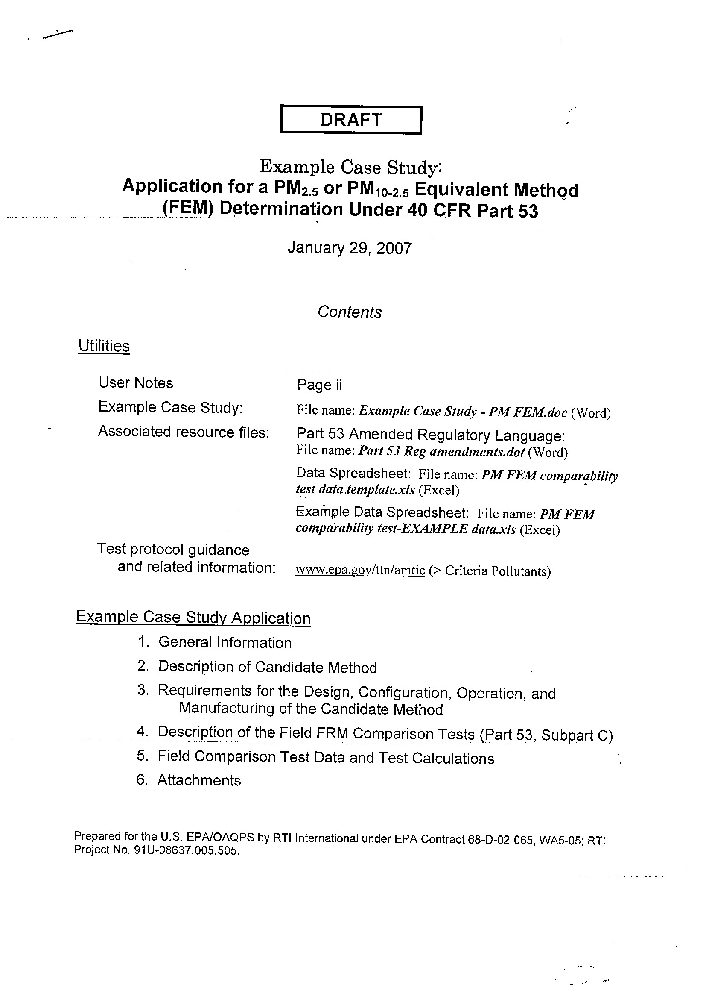 DRAFT
Example Case Study:
Application for a PM2.5 or PM10-2.5 Equivalent Method
(FEM) Determination Under 40 CFR Part 53
January 29, 2007
Contents
Utilities
User Notes Page ii
Example Case Study: File name: Example Case Study - PM FEM.doc (Word)
Associated resource files: Part 53 Amended Regulatory Language:
File name: Part 53 Reg amendments.dot (Word)
Data Spreadsheet: File name: PM FEM comparability
test data.template.xls (Excel)
Example Data Spreadsheet: File name: PM FEM
comparability test-EXAMPLE data.xls (Excel)
Test protocol guidance
and related information: www.epa.gov/ttn/amtic (> Criteria Pollutants)
Example Case Study Application
1. General Information
2. Description of Candidate Method
3. Requirements for the Design, Configuration, Operation, and
Manufacturing of the Candidate Method
4. Description of the Field FRM Comparison Tests (Part 53, Subpart C)
5. Field Comparison Test Data and Test Calculations
6. Attachments
Prepared for the U.S. EPA/OAQPS by RTI International under EPA Contract 68-D-02-065, WA5-05; RTI
Project No. 91U-08637.005.505.